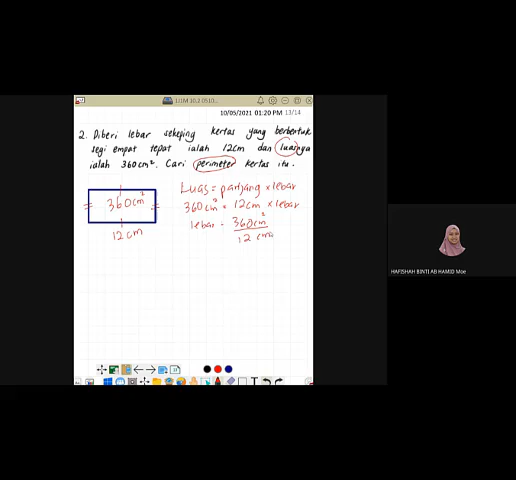 10/05/2021 01:20 PM 13/14
2. Diberi lebar sekeping kertas yang berbentuk
segi empat tepat ialah 12cm dan luasnya
ialah 360cm². Cari perimeter kertas itu.
360cm²
12cm
Luas = panjang × lebar
360cm² = 12cm × lebar
lebar = 360cm²
12 cm
HAFISHAH BINTI AB HAMID Moe